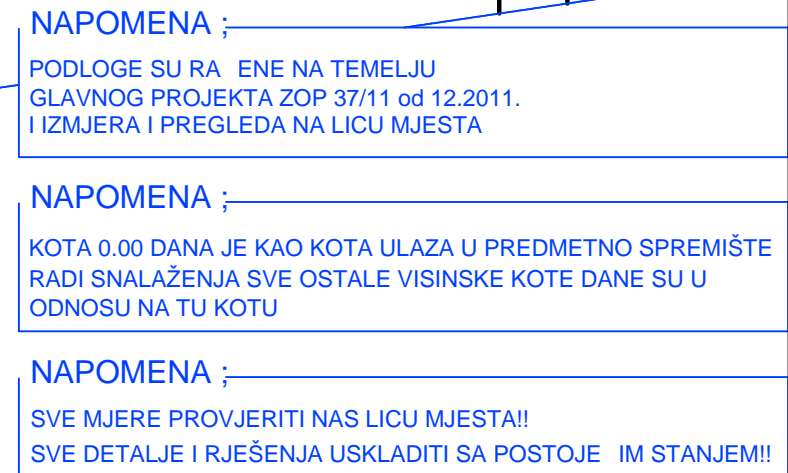 NAPOMENA ;
PODLOGE SU RA ENE NA TEMELJU
GLAVNOG PROJEKTA ZOP 37/11 od 12.2011.
I IZMJERA I PREGLEDA NA LICU MJESTA
NAPOMENA ;
KOTA 0.00 DANA JE KAO KOTA ULAZA U PREDMETNO SPREMIŠTE
RADI SNALAŽENJA SVE OSTALE VISINSKE KOTE DANE SU U
ODNOSU NA TU KOTU
NAPOMENA ;
SVE MJERE PROVJERITI NAS LICU MJESTA!!
SVE DETALJE I RJEŠENJA USKLADITI SA POSTOJE IM STANJEM!!